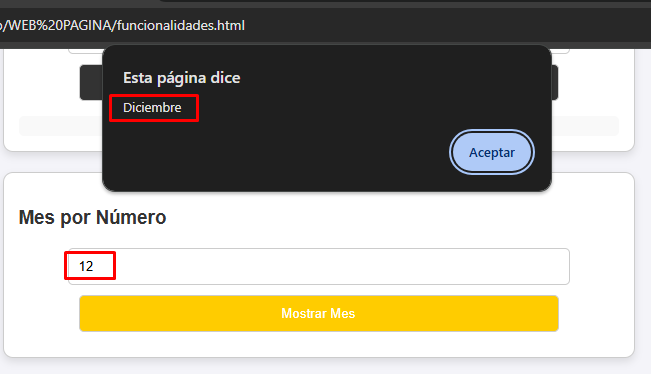 o/WEB%20PAGINA/funcionalidades.html
Esta página dice
Diciembre
Aceptar
Mes por Número
12
Mostrar Mes